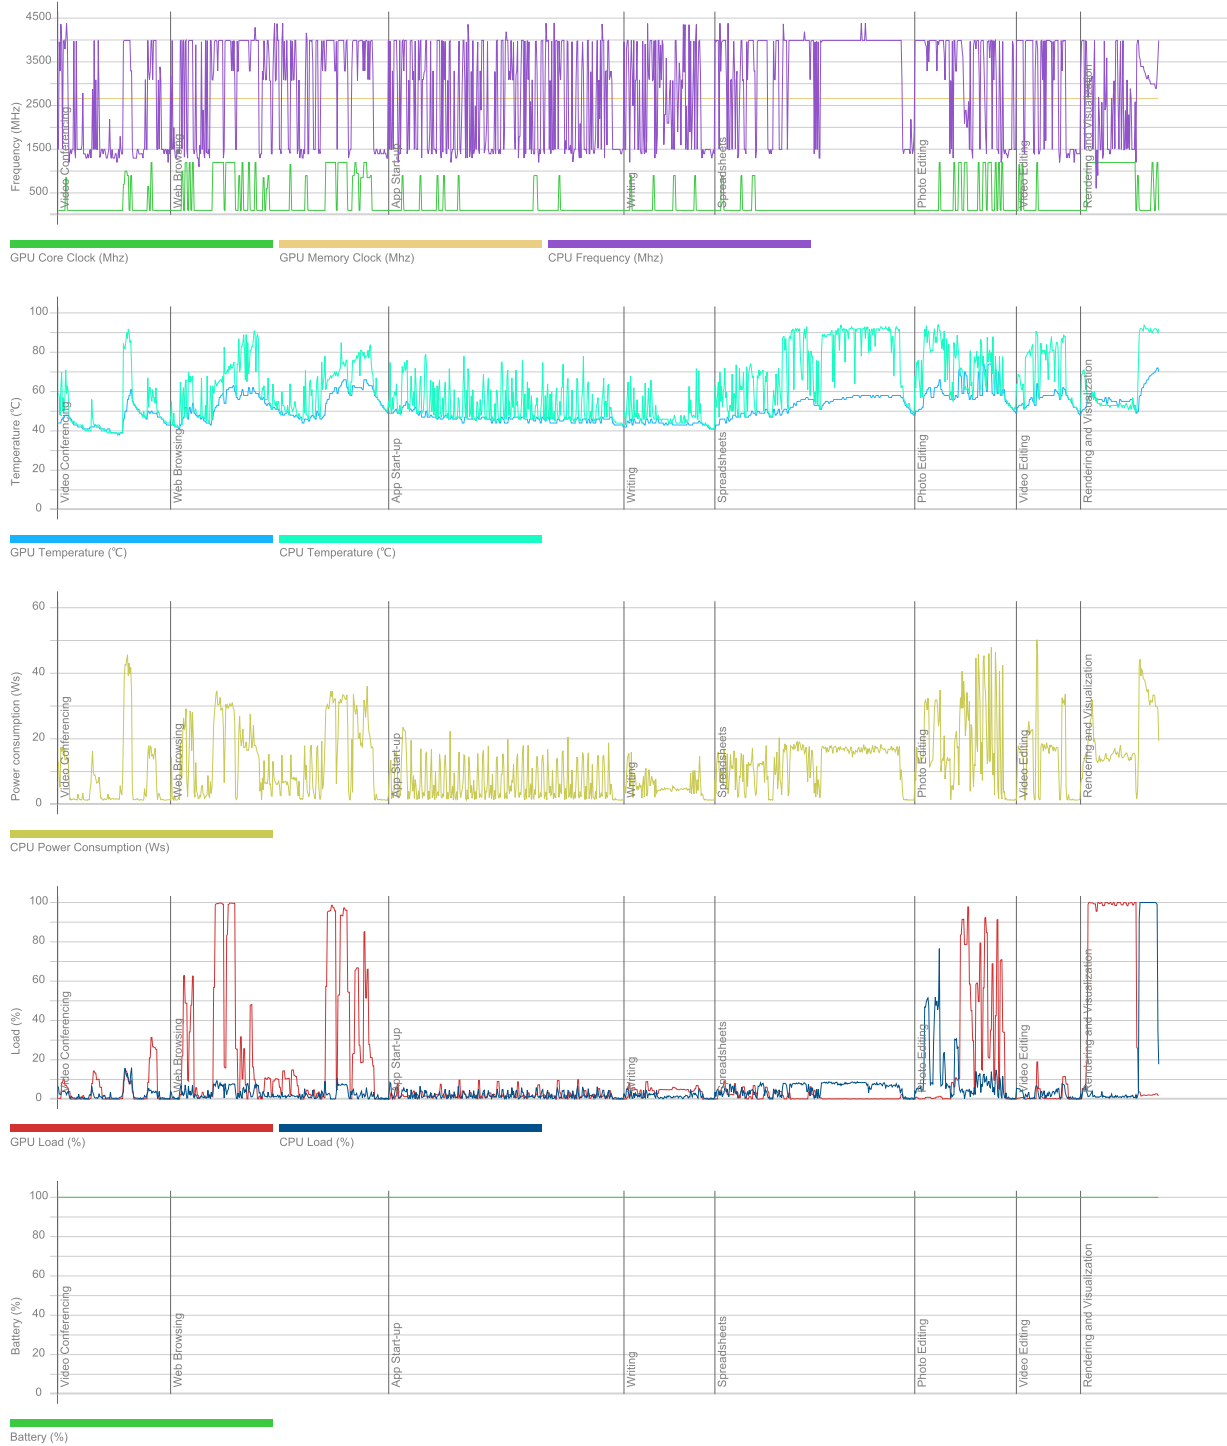 4500
3500
2500
1500
500
Frequency (MHz)
Video Conferencing
Web Browsing
App Start-up
Writing
Spreadsheets
Photo Editing
Video Editing
Rendering and Visualization
GPU Core Clock (Mhz)
GPU Memory Clock (Mhz)
CPU Frequency (Mhz)
100
80
60
40
20
0
Temperature (°C)
Video Conferencing
Web Browsing
App Start-up
Writing
Spreadsheets
Photo Editing
Video Editing
Rendering and Visualization
GPU Temperature (°C)
CPU Temperature (°C)
60
40
20
0
Power consumption (Ws)
Video Conferencing
Web Browsing
App Start-up
Writing
Spreadsheets
Photo Editing
Video Editing
Rendering and Visualization
CPU Power Consumption (Ws)
100
80
60
40
20
0
Load (%)
Video Conferencing
Web Browsing
App Start-up
Writing
Spreadsheets
Photo Editing
Video Editing
Rendering and Visualization
GPU Load (%)
CPU Load (%)
100
80
60
40
20
0
Battery (%)
Video Conferencing
Web Browsing
App Start-up
Writing
Spreadsheets
Photo Editing
Video Editing
Rendering and Visualization
Battery (%)